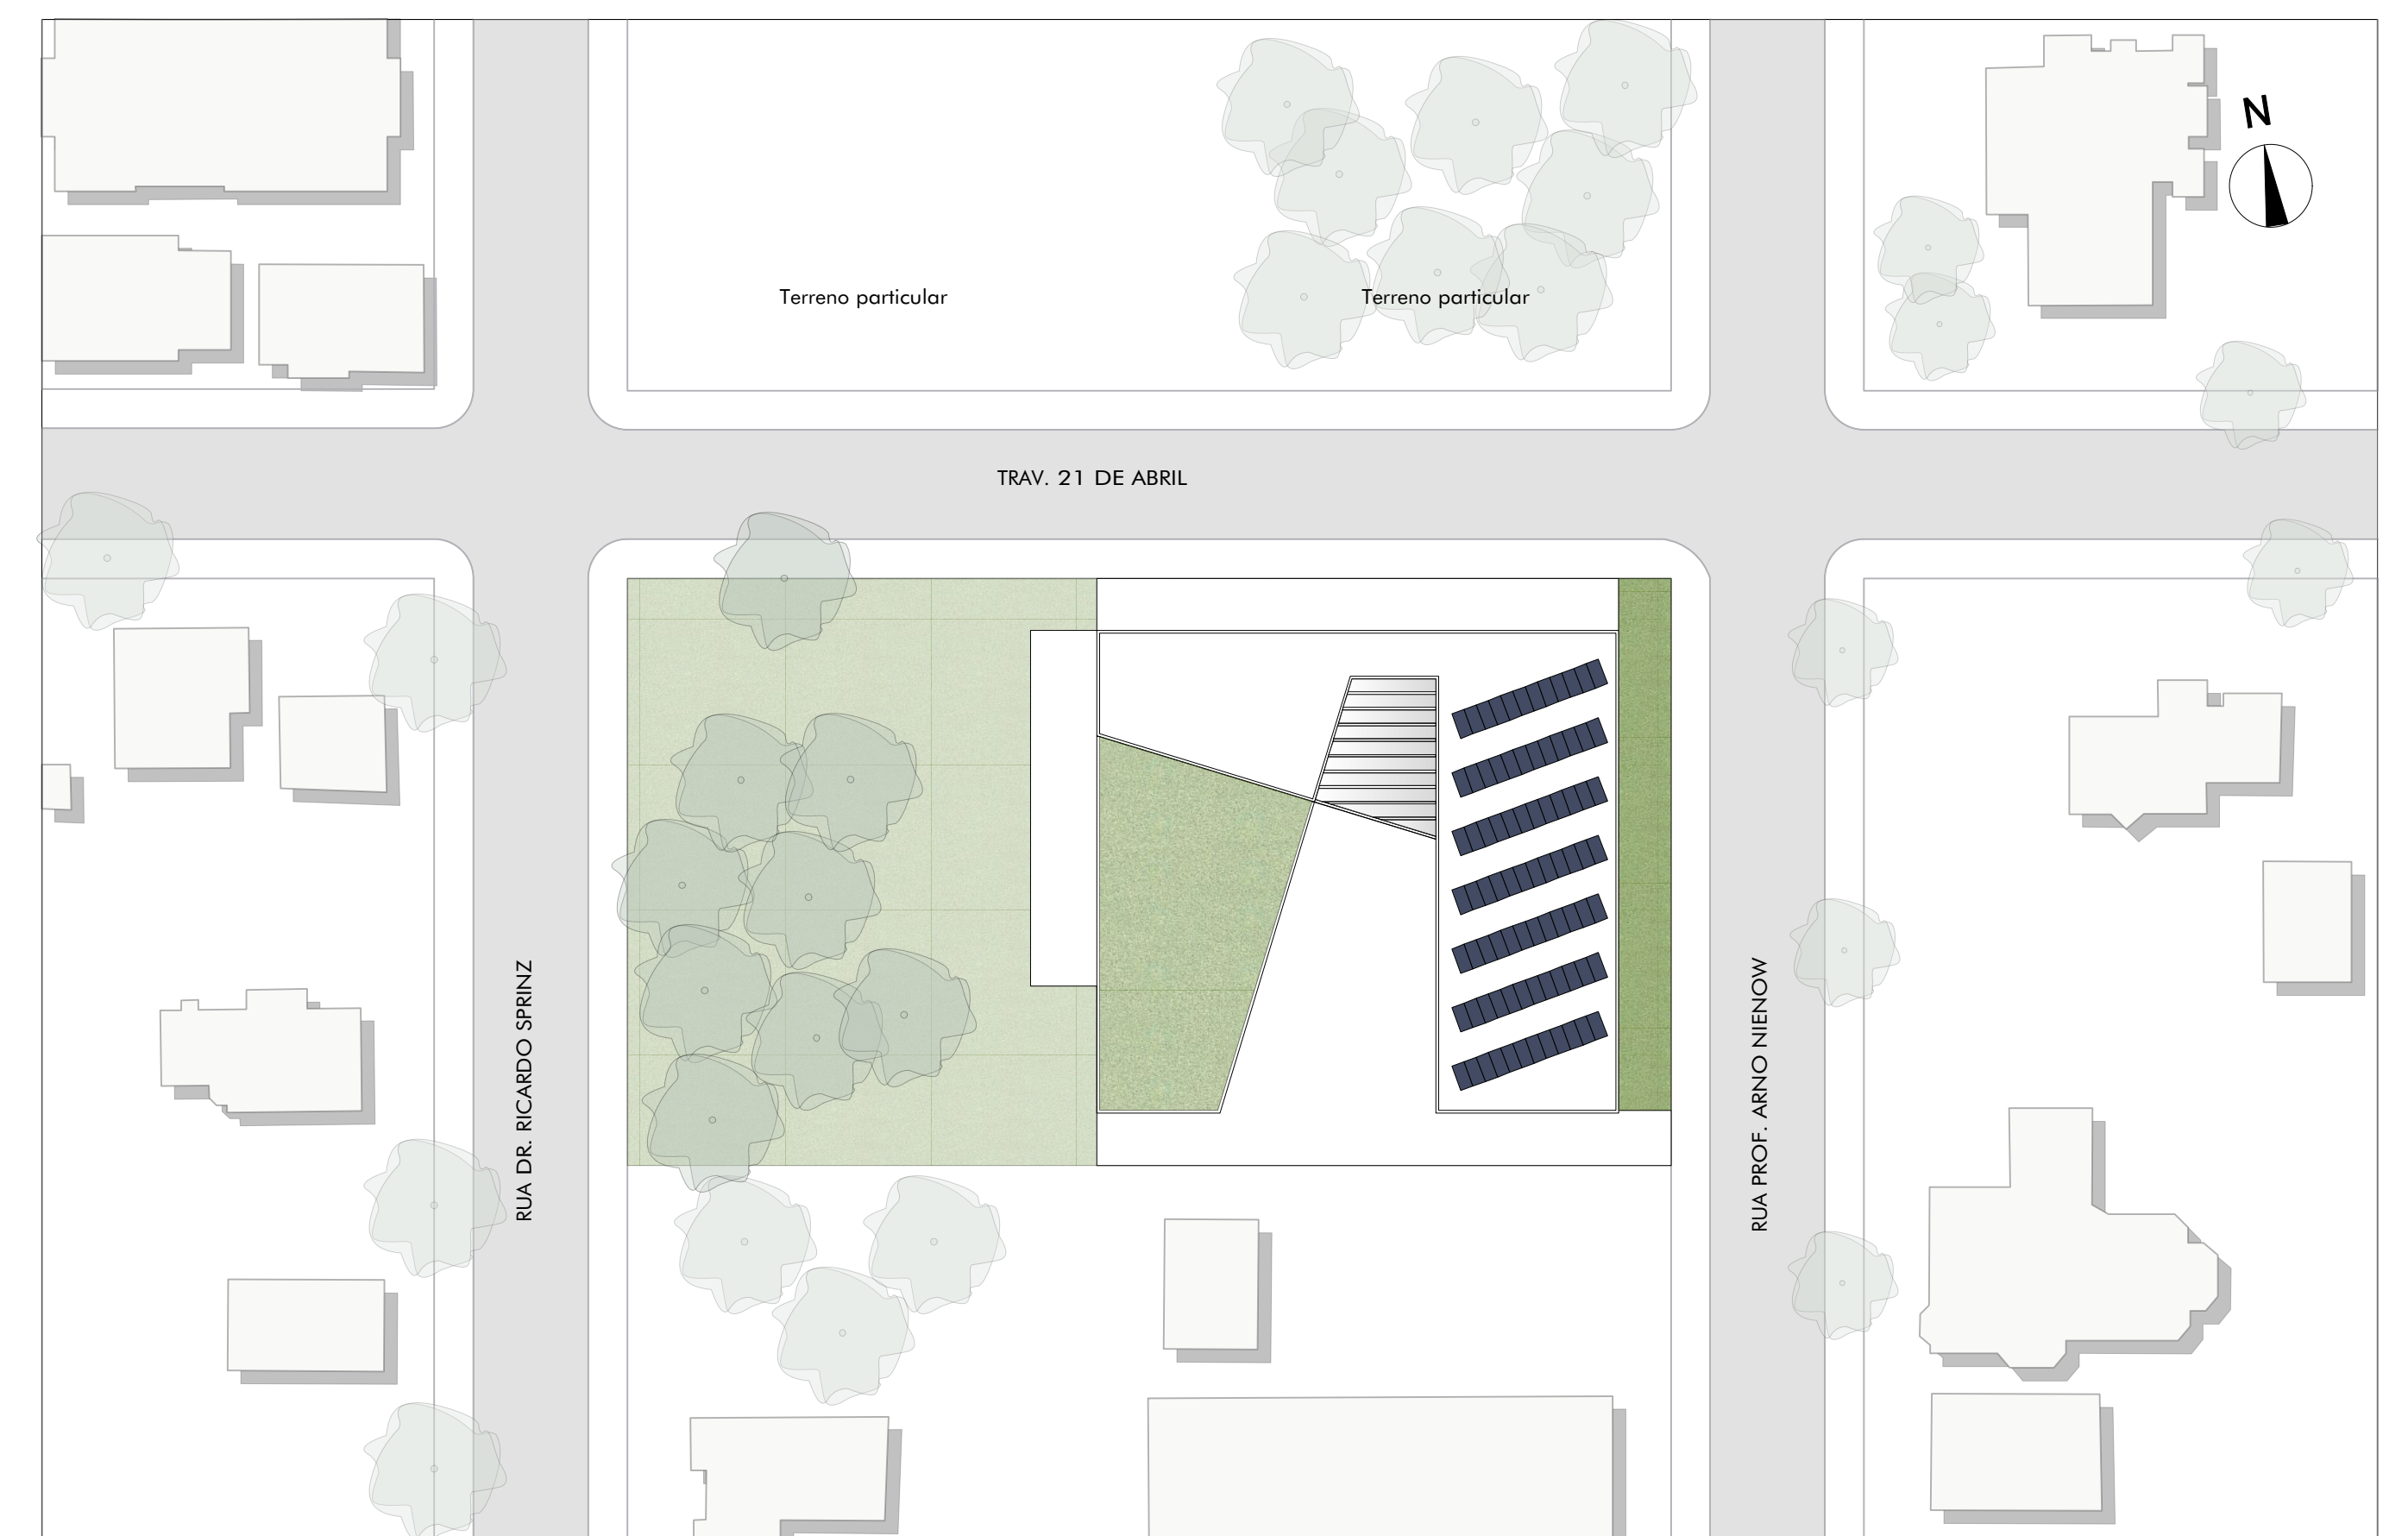 N
Terreno particular
Terreno particular
TRAV. 21 DE ABRIL
RUA DR. RICARDO SPRINZ
RUA PROF. ARNO NIENOW